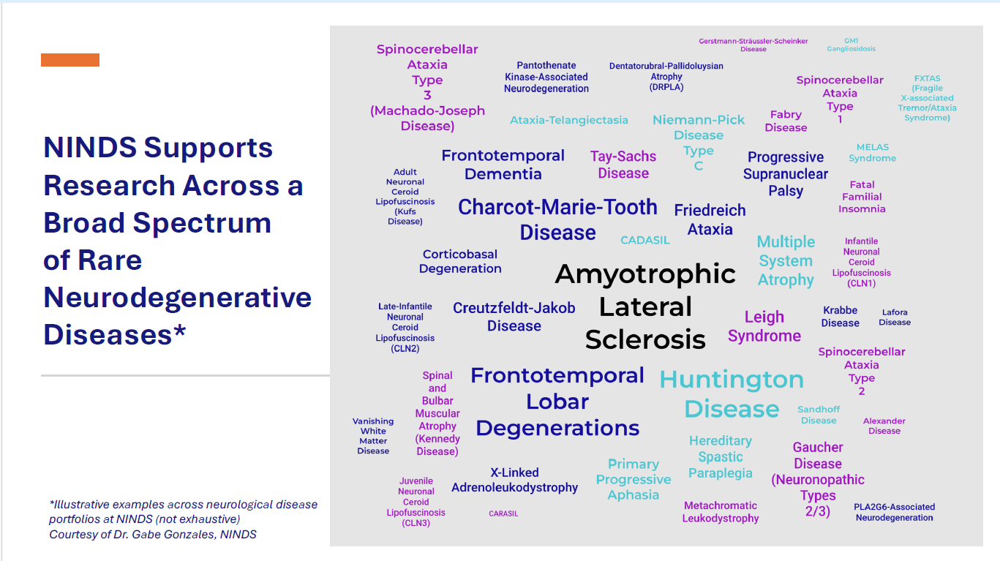 NINDS Supports
Research Across a
Broad Spectrum
of Rare
Neurodegenerative
Diseases*
*Illustrative examples across neurological disease
portfolios at NINDS (not exhaustive)
Courtesy of Dr. Gabe Gonzales, NINDS
Spinocerebellar
Ataxia
Type
3
(Machado-Joseph
Disease)
Pantothenate
Kinase-Associated
Neurodegeneration
Dentatorubral-Pallidoluysian
Atrophy
(DRPLA)
Gerstmann-Sträussler-Scheinker
Disease
GM1
Gangliosidosis
Spinocerebellar
Ataxia
Type
1
FXTAS
(Fragile
X-associated
Tremor/Ataxia
Syndrome)
Ataxia-Telangiectasia
Niemann-Pick
Disease
Type
C
Fabry
Disease
Frontotemporal
Dementia
Tay-Sachs
Disease
Progressive
Supranuclear
Palsy
MELAS
Syndrome
Adult
Neuronal
Ceroid
Lipofuscinosis
(Kufs
Disease)
Fatal
Familial
Insomnia
Charcot-Marie-Tooth
Disease
Friedreich
Ataxia
CADASIL
Multiple
System
Atrophy
Infantile
Neuronal
Ceroid
Lipofuscinosis
(CLN1)
Corticobasal
Degeneration
Amyotrophic
Lateral
Sclerosis
Late-Infantile
Neuronal
Ceroid
Lipofuscinosis
(CLN2)
Creutzfeldt-Jakob
Disease
Leigh
Syndrome
Krabbe
Disease
Lafora
Disease
Spinocerebellar
Ataxia
Type
2
Spinal
and
Bulbar
Muscular
Atrophy
(Kennedy
Disease)
Frontotemporal
Lobar
Degenerations
Huntington
Disease
Sandhoff
Disease
Alexander
Disease
Vanishing
White
Matter
Disease
Hereditary
Spastic
Paraplegia
Gaucher
Disease
(Neuronopathic
Types
2/3)
X-Linked
Adrenoleukodystrophy
Primary
Progressive
Aphasia
Juvenile
Neuronal
Ceroid
Lipofuscinosis
(CLN3)
CARASIL
Metachromatic
Leukodystrophy
PLA2G6-Associated
Neurodegeneration